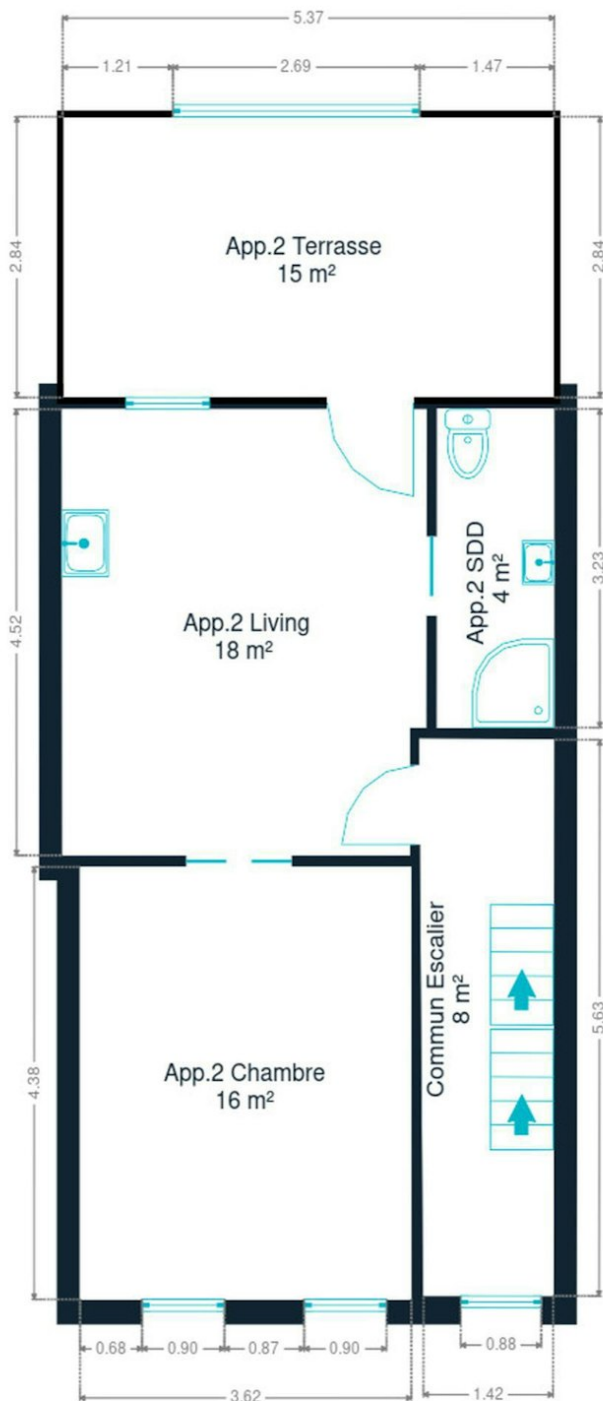 5.37
1.21
2.69
1.47
2.84
2.84
App.2 Terrasse
15 m²
4.52
App.2 Living
18 m²
App.2 SDD
4 m²
3.23
4.38
App.2 Chambre
16 m²
Commun Escalier
8 m²
5.63
0.68
0.90
0.87
0.90
0.88
3.62
1.42